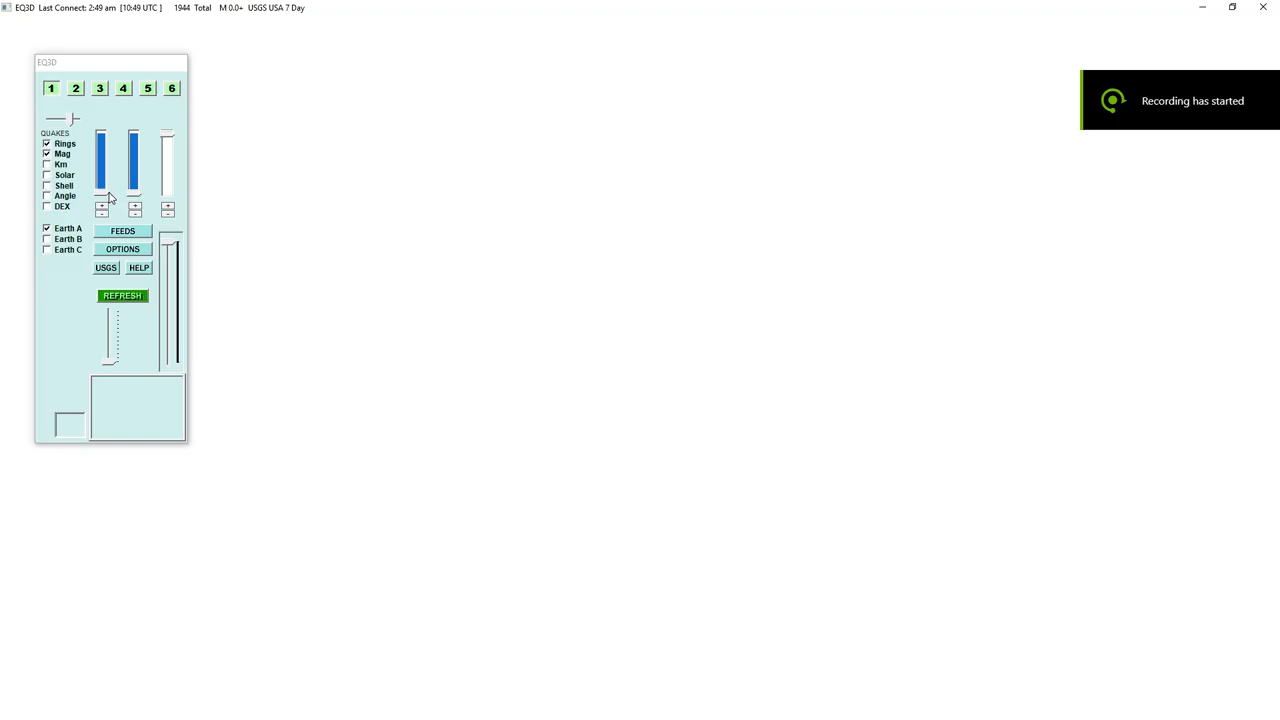 EQ3D Last Connect: 2:49 am [10:49 UTC ] 1944 Total M 0.0+ USGS USA 7 Day
EQ3D
1 2 3 4 5 6
Recording has started
QUAKES
Rings
Mag
Km
Solar
Shell
Angle
DEX
+ + +
- - -
Earth A
Earth B
Earth C
FEEDS
OPTIONS
USGS HELP
REFRESH